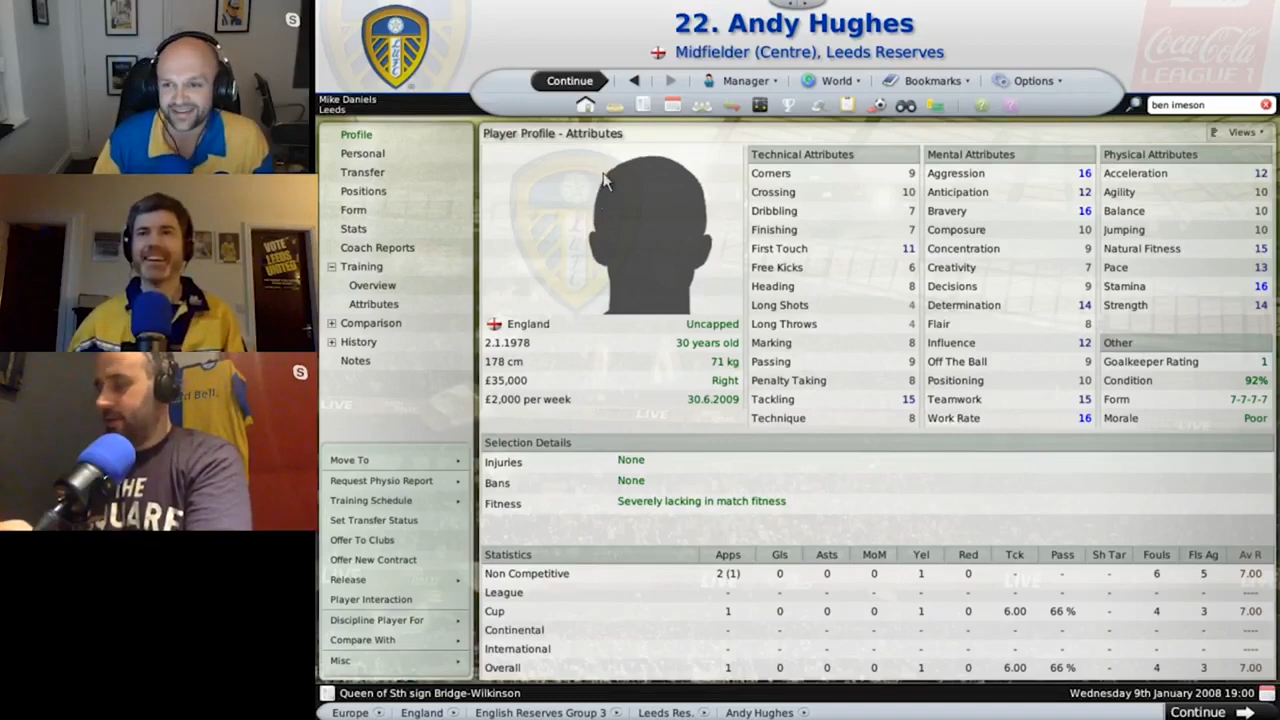 22. Andy Hughes
Midfielder (Centre), Leeds Reserves
Coca-Cola
LEAGUE
Continue Manager World Bookmarks Options
Mike Daniels
Leeds
ben imeson
Profile
Personal
Transfer
Positions
Form
Stats
Coach Reports
Training
Overview
Attributes
Comparison
History
Notes
Move To
Request Physio Report
Training Schedule
Set Transfer Status
Offer To Clubs
Offer New Contract
Release
Player Interaction
Discipline Player For
Compare With
Misc
Player Profile - Attributes
Views
England Uncapped
2.1.1978 30 years old
178 cm 71 kg
£35,000 Right
£2,000 per week 30.6.2009
Technical Attributes
Corners 9
Crossing 10
Dribbling 7
Finishing 7
First Touch 11
Free Kicks 6
Heading 8
Long Shots 4
Long Throws 4
Marking 8
Passing 9
Penalty Taking 8
Tackling 15
Technique 8
Mental Attributes
Aggression 16
Anticipation 12
Bravery 16
Composure 10
Concentration 9
Creativity 7
Decisions 9
Determination 14
Flair 8
Influence 12
Off The Ball 9
Positioning 10
Teamwork 15
Work Rate 16
Physical Attributes
Acceleration 12
Agility 10
Balance 10
Jumping 10
Natural Fitness 15
Pace 13
Stamina 16
Strength 14
Other
Goalkeeper Rating 1
Condition 92%
Form 7-7-7-7
Morale Poor
Selection Details
Injuries None
Bans None
Fitness Severely lacking in match fitness
Statistics Apps Gls Asts MoM Yel Red Tck Pass Sh Tar Fouls Fls Ag Av R
Non Competitive 2 (1) 0 0 0 1 0 - - - 6 5 7.00
League - - - - - - - - - - - ----
Cup 1 0 0 0 1 0 6.00 66 % - 4 3 7.00
Continental - - - - - - - - - - - ----
International - - - - - - - - - - - ----
Overall 1 0 0 0 1 0 6.00 66 % - 4 3 7.00
Queen of Sth sign Bridge-Wilkinson Wednesday 9th January 2008 19:00
Europe England English Reserves Group 3 Leeds Res. Andy Hughes Continue
VOTE
LEEDS
UNITED
Bell.
THE
SQUARE